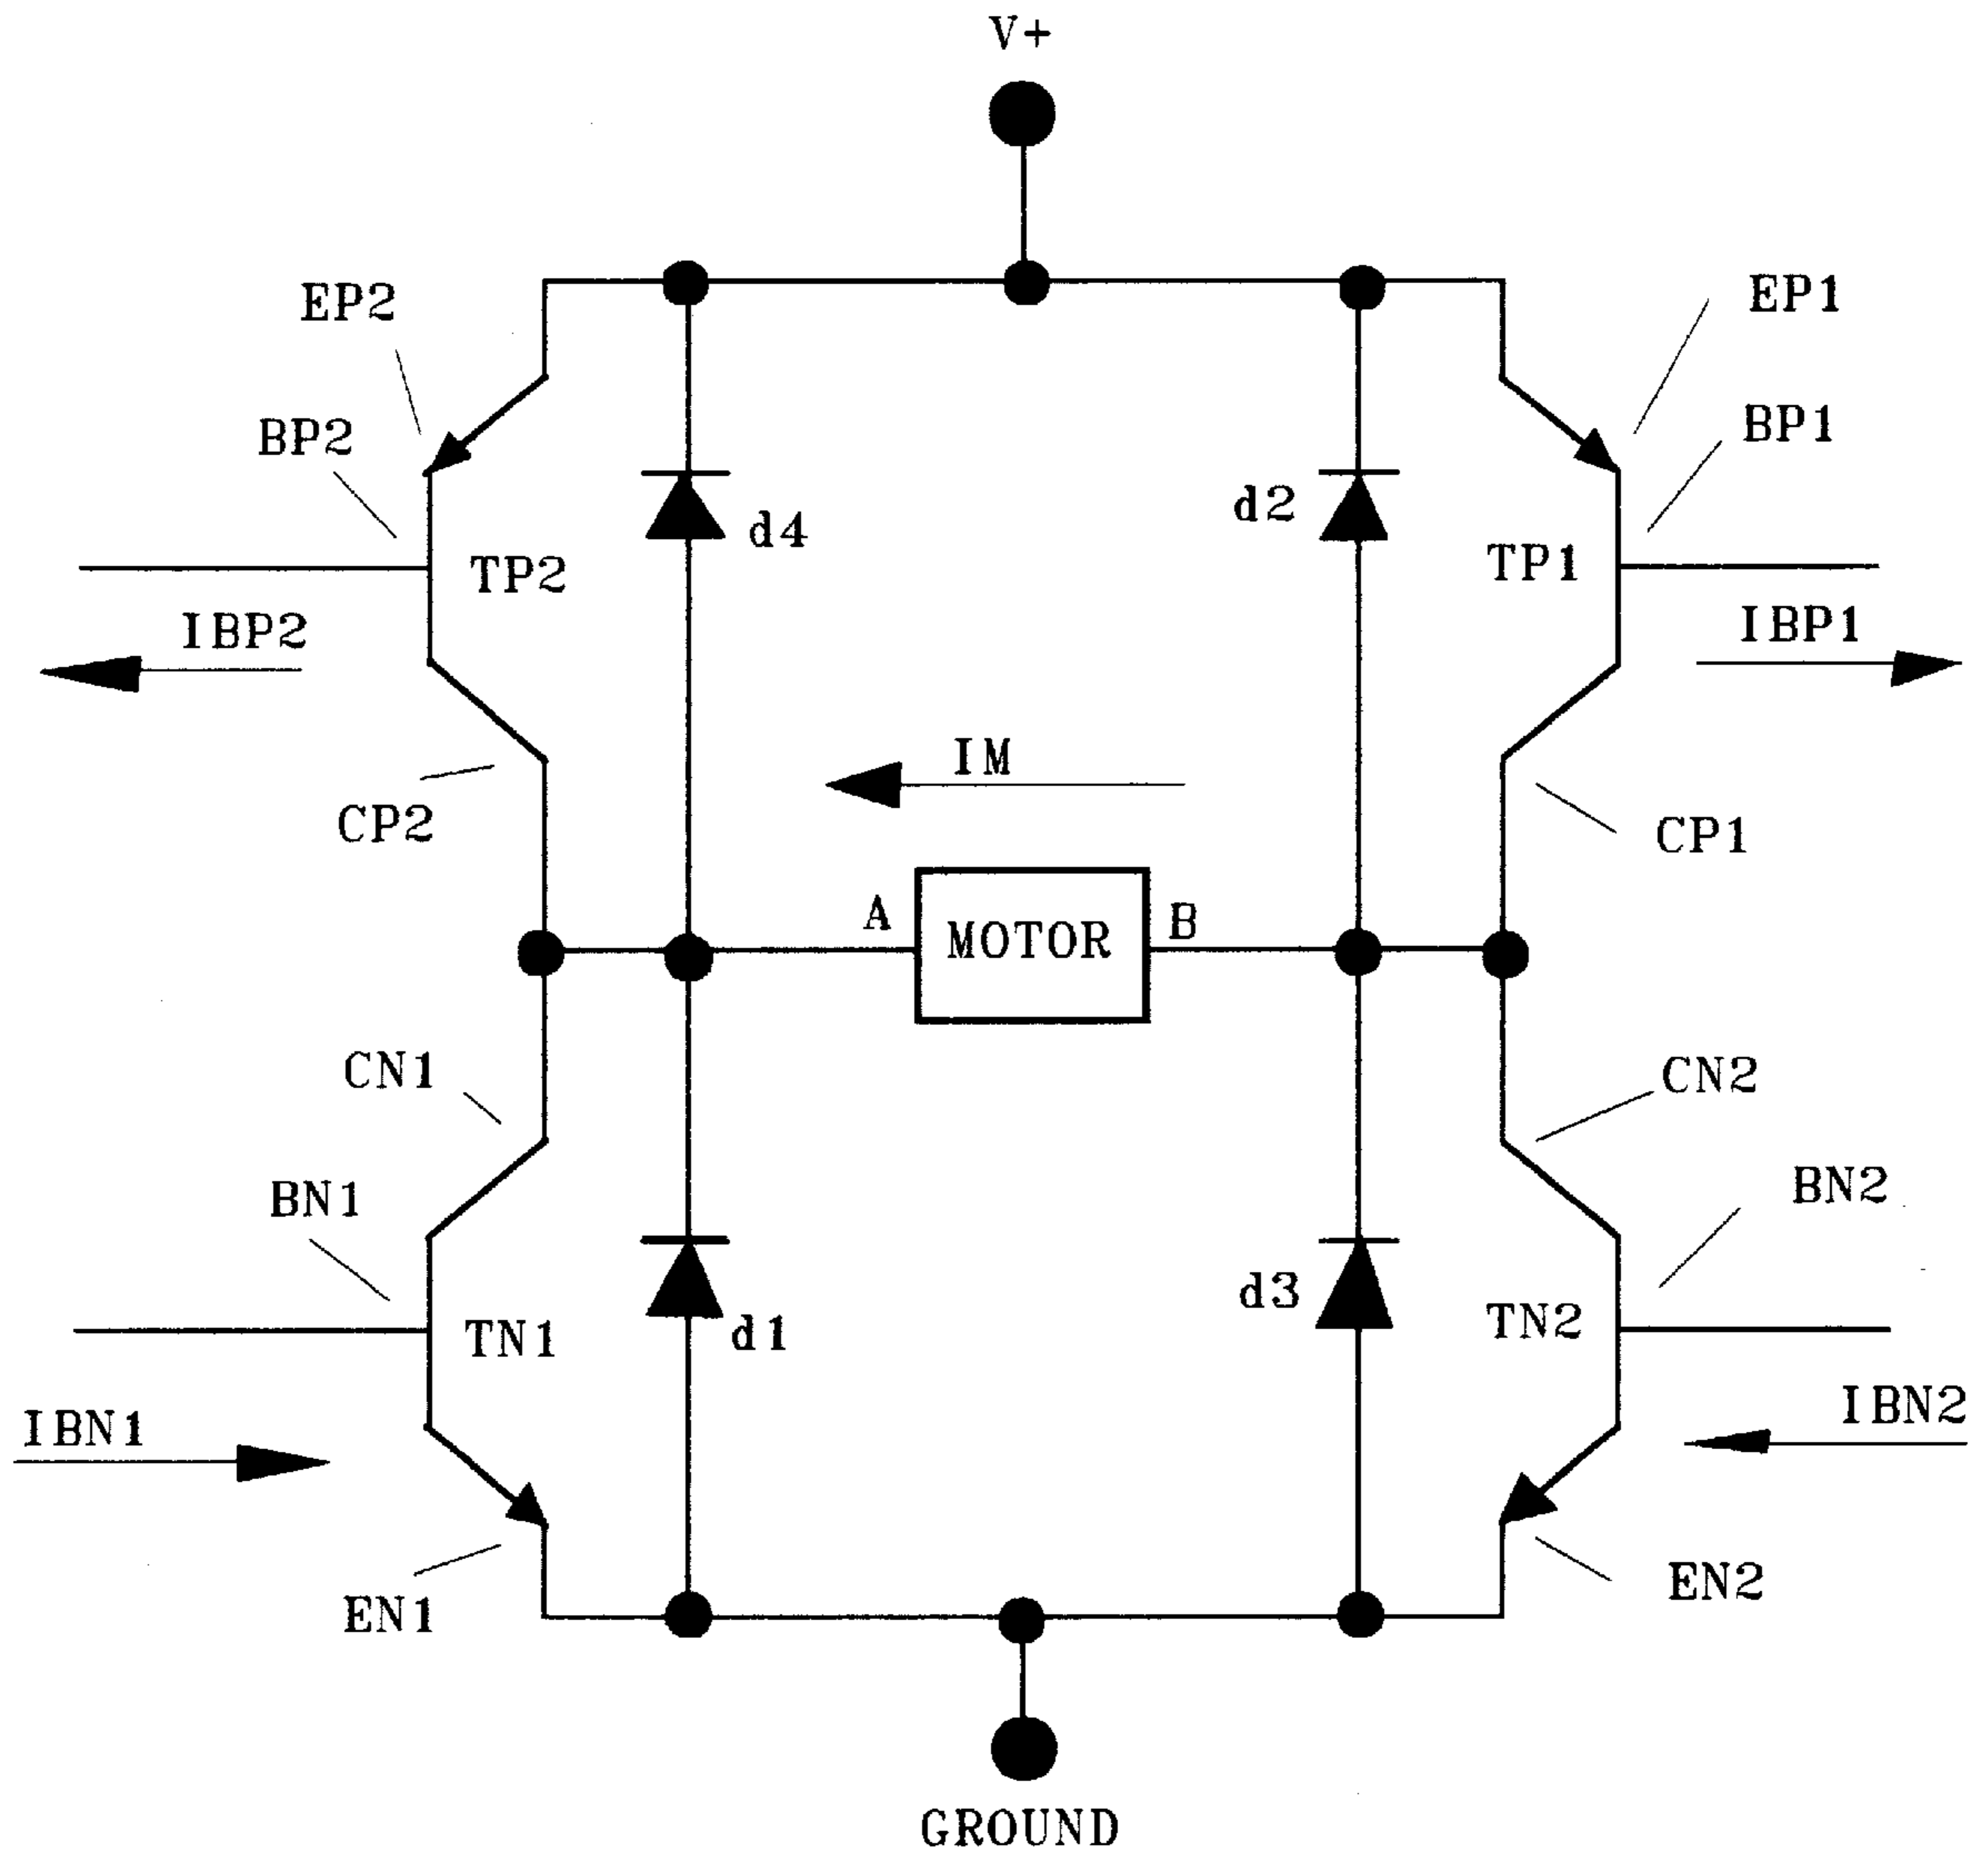 V+
EP2
EP1
BP2
BP1
d4
d2
TP2
TP1
IBP2
IBP1
IM
CP2
CP1
A
MOTOR
B
CN1
CN2
BN1
BN2
d1
d3
TN1
TN2
IBN1
IBN2
EN1
EN2
GROUND